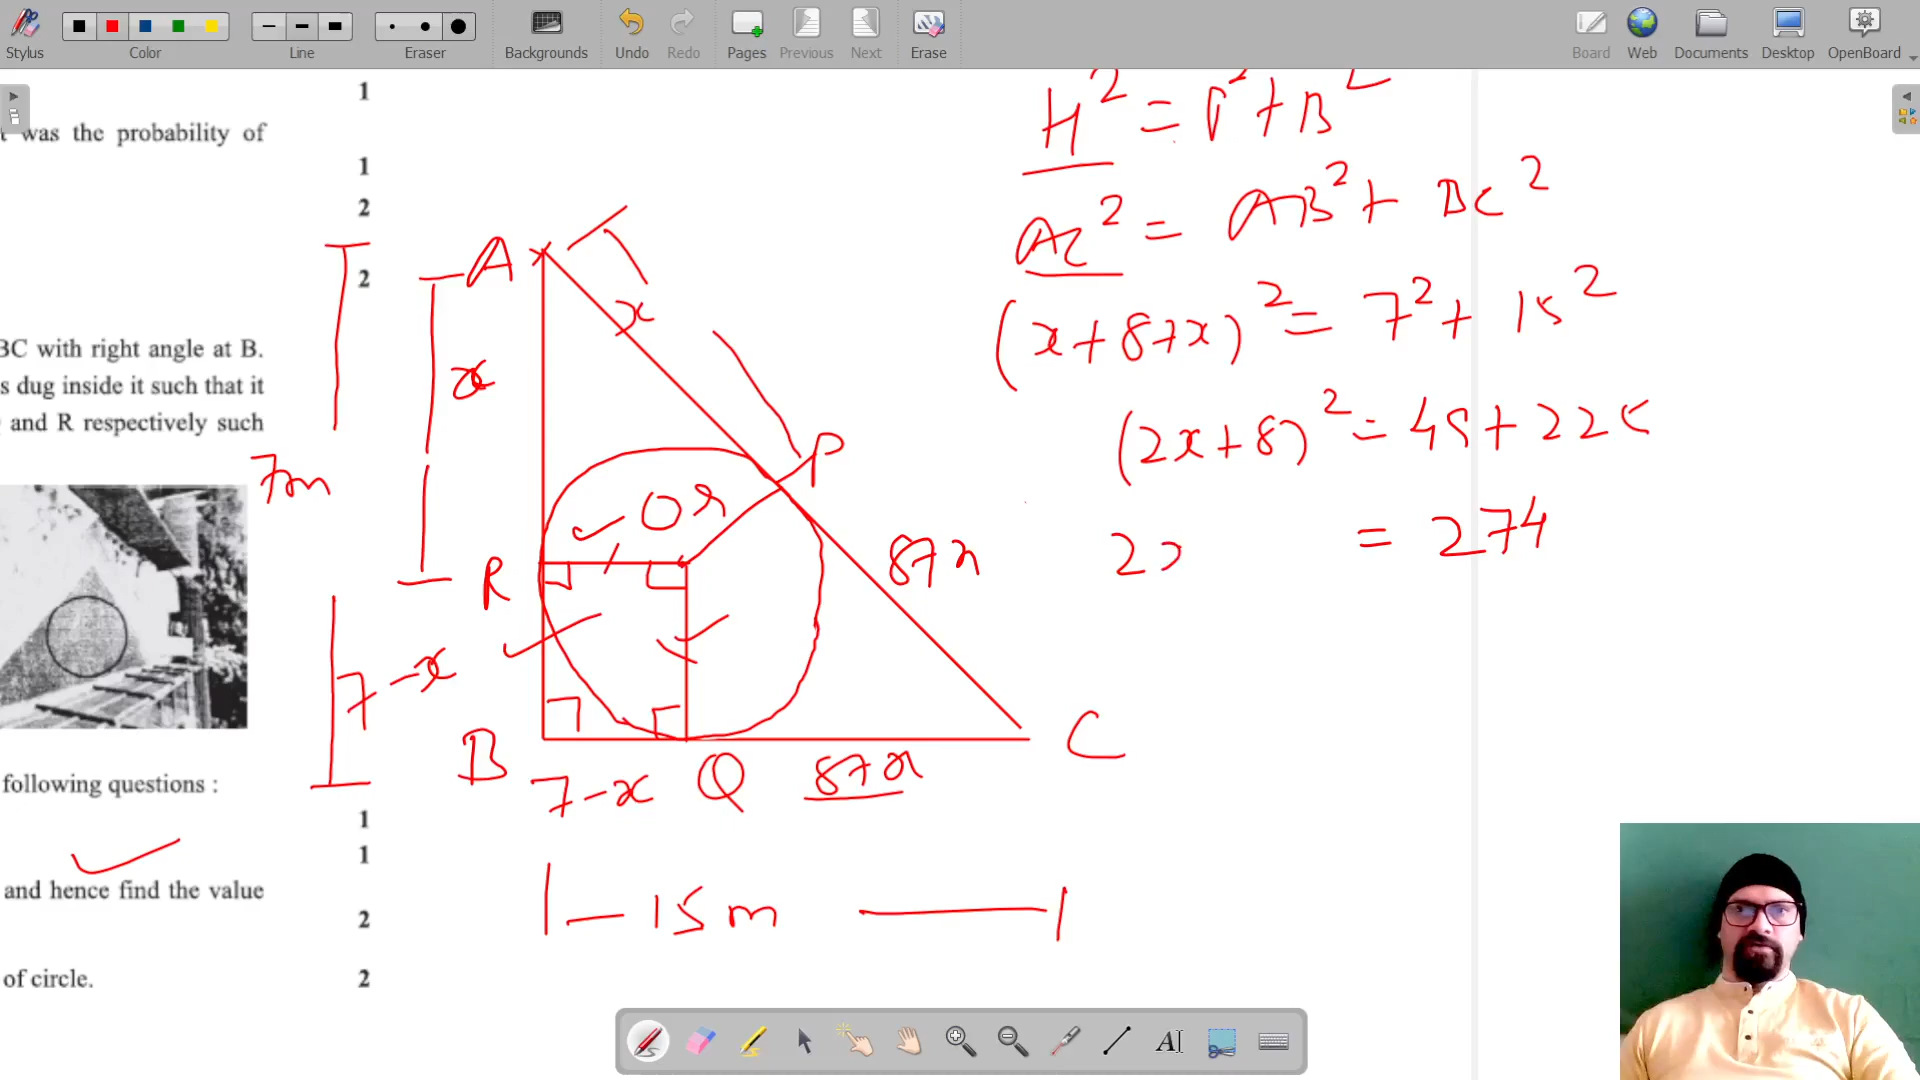 Stylus Color Line Eraser Backgrounds Undo Redo Pages Previous Next Erase Board Web Documents Desktop OpenBoard
1
was the probability of
1
2
2
BC with right angle at B.
s dug inside it such that it
and R respectively such
following questions :
1
1
and hence find the value
2
of circle.
2
A
x
x
7m
P
O r
R
8+x
7-x
B
7-x Q 8+x
C
15 m
H² = P² + B²
AC² = AB² + BC²
(x+8+x)² = 7² + 15²
(2x+8)² = 49 + 225
2x = 274